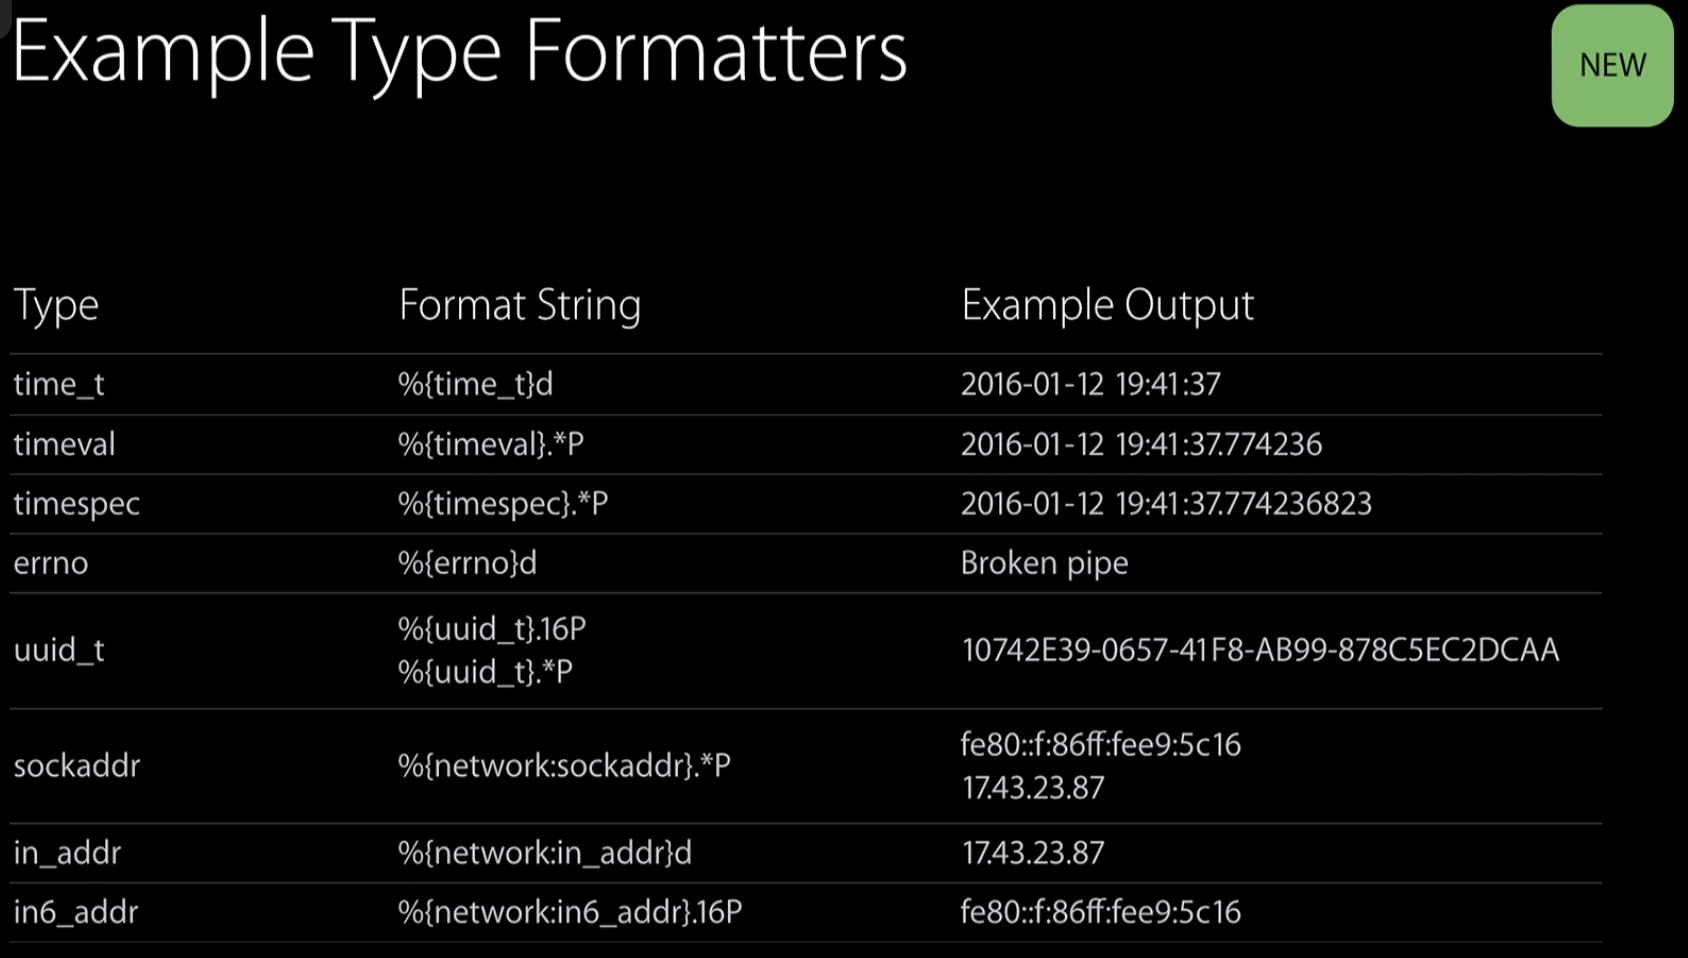 Example Type Formatters
NEW
Type Format String Example Output
time_t %{time_t}d 2016-01-12 19:41:37
timeval %{timeval}.*P 2016-01-12 19:41:37.774236
timespec %{timespec}.*P 2016-01-12 19:41:37.774236823
errno %{errno}d Broken pipe
uuid_t %{uuid_t}.16P 10742E39-0657-41F8-AB99-878C5EC2DCAA
%{uuid_t}.*P
sockaddr %{network:sockaddr}.*P fe80::f:86ff:fee9:5c16
17.43.23.87
in_addr %{network:in_addr}d 17.43.23.87
in6_addr %{network:in6_addr}.16P fe80::f:86ff:fee9:5c16